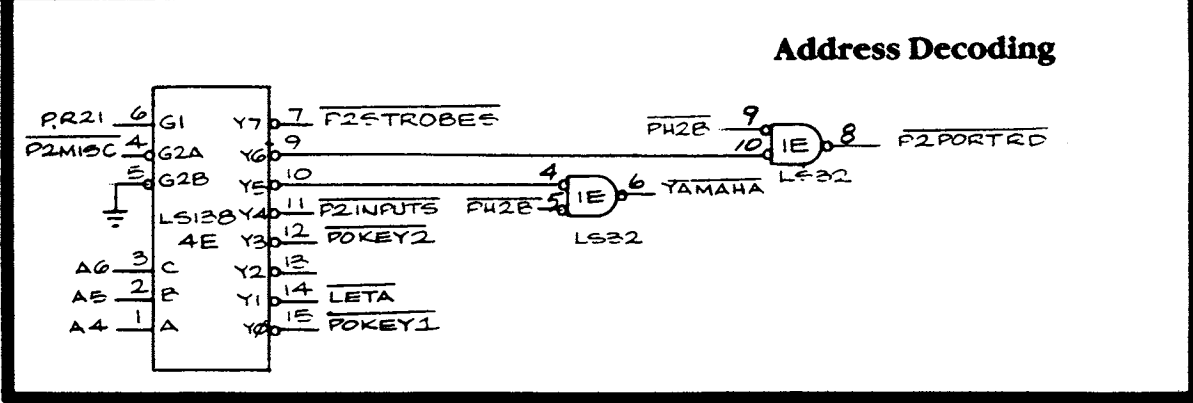 Address Decoding
P.R21 6 G1 Y7 7 P2STROBES
P2MISC 4 G2A Y6 9
5 G2B Y5 10
LS138 Y4 11 P2INPUTS
4E Y3 12 POKEY2
A6 3 C Y2 13
A5 2 B Y1 14 LETA
A4 1 A Y0 15 POKEY1
4 1E 6 YAMAHA
PH2B 5
LS32
PH2B 9
10 1E 8 P2PORTRD
LS32